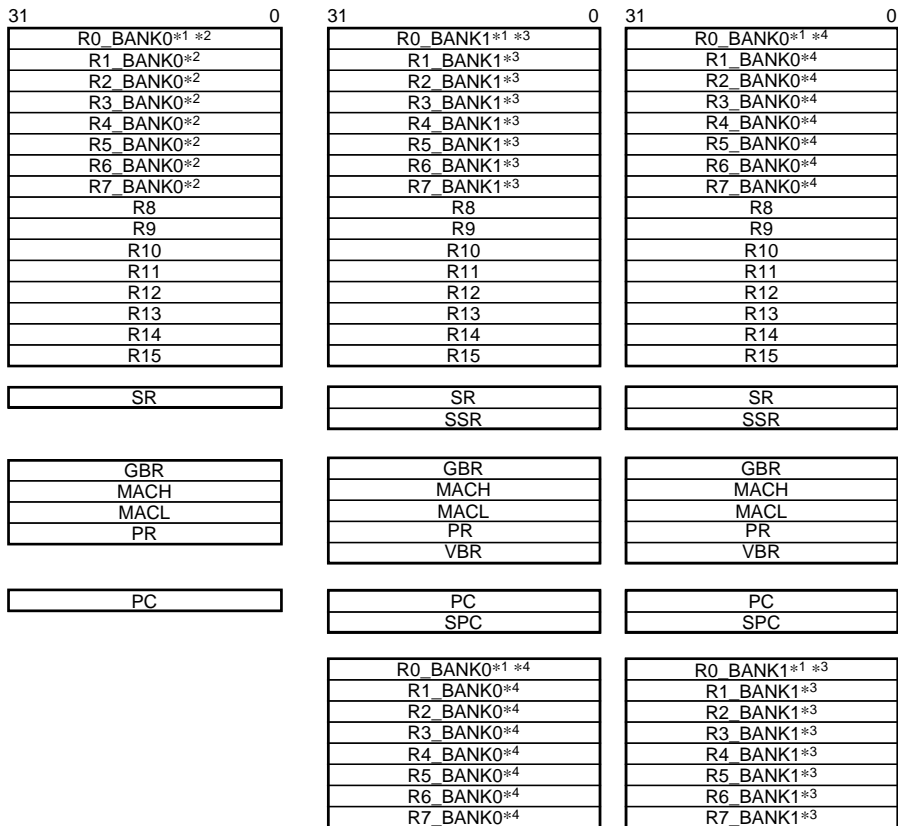 31 0
R0_BANK0*1 *2
R1_BANK0*2
R2_BANK0*2
R3_BANK0*2
R4_BANK0*2
R5_BANK0*2
R6_BANK0*2
R7_BANK0*2
R8
R9
R10
R11
R12
R13
R14
R15
SR
GBR
MACH
MACL
PR
PC
31 0
R0_BANK1*1 *3
R1_BANK1*3
R2_BANK1*3
R3_BANK1*3
R4_BANK1*3
R5_BANK1*3
R6_BANK1*3
R7_BANK1*3
R8
R9
R10
R11
R12
R13
R14
R15
SR
SSR
GBR
MACH
MACL
PR
VBR
PC
SPC
R0_BANK0*1 *4
R1_BANK0*4
R2_BANK0*4
R3_BANK0*4
R4_BANK0*4
R5_BANK0*4
R6_BANK0*4
R7_BANK0*4
31 0
R0_BANK0*1 *4
R1_BANK0*4
R2_BANK0*4
R3_BANK0*4
R4_BANK0*4
R5_BANK0*4
R6_BANK0*4
R7_BANK0*4
R8
R9
R10
R11
R12
R13
R14
R15
SR
SSR
GBR
MACH
MACL
PR
VBR
PC
SPC
R0_BANK1*1 *3
R1_BANK1*3
R2_BANK1*3
R3_BANK1*3
R4_BANK1*3
R5_BANK1*3
R6_BANK1*3
R7_BANK1*3